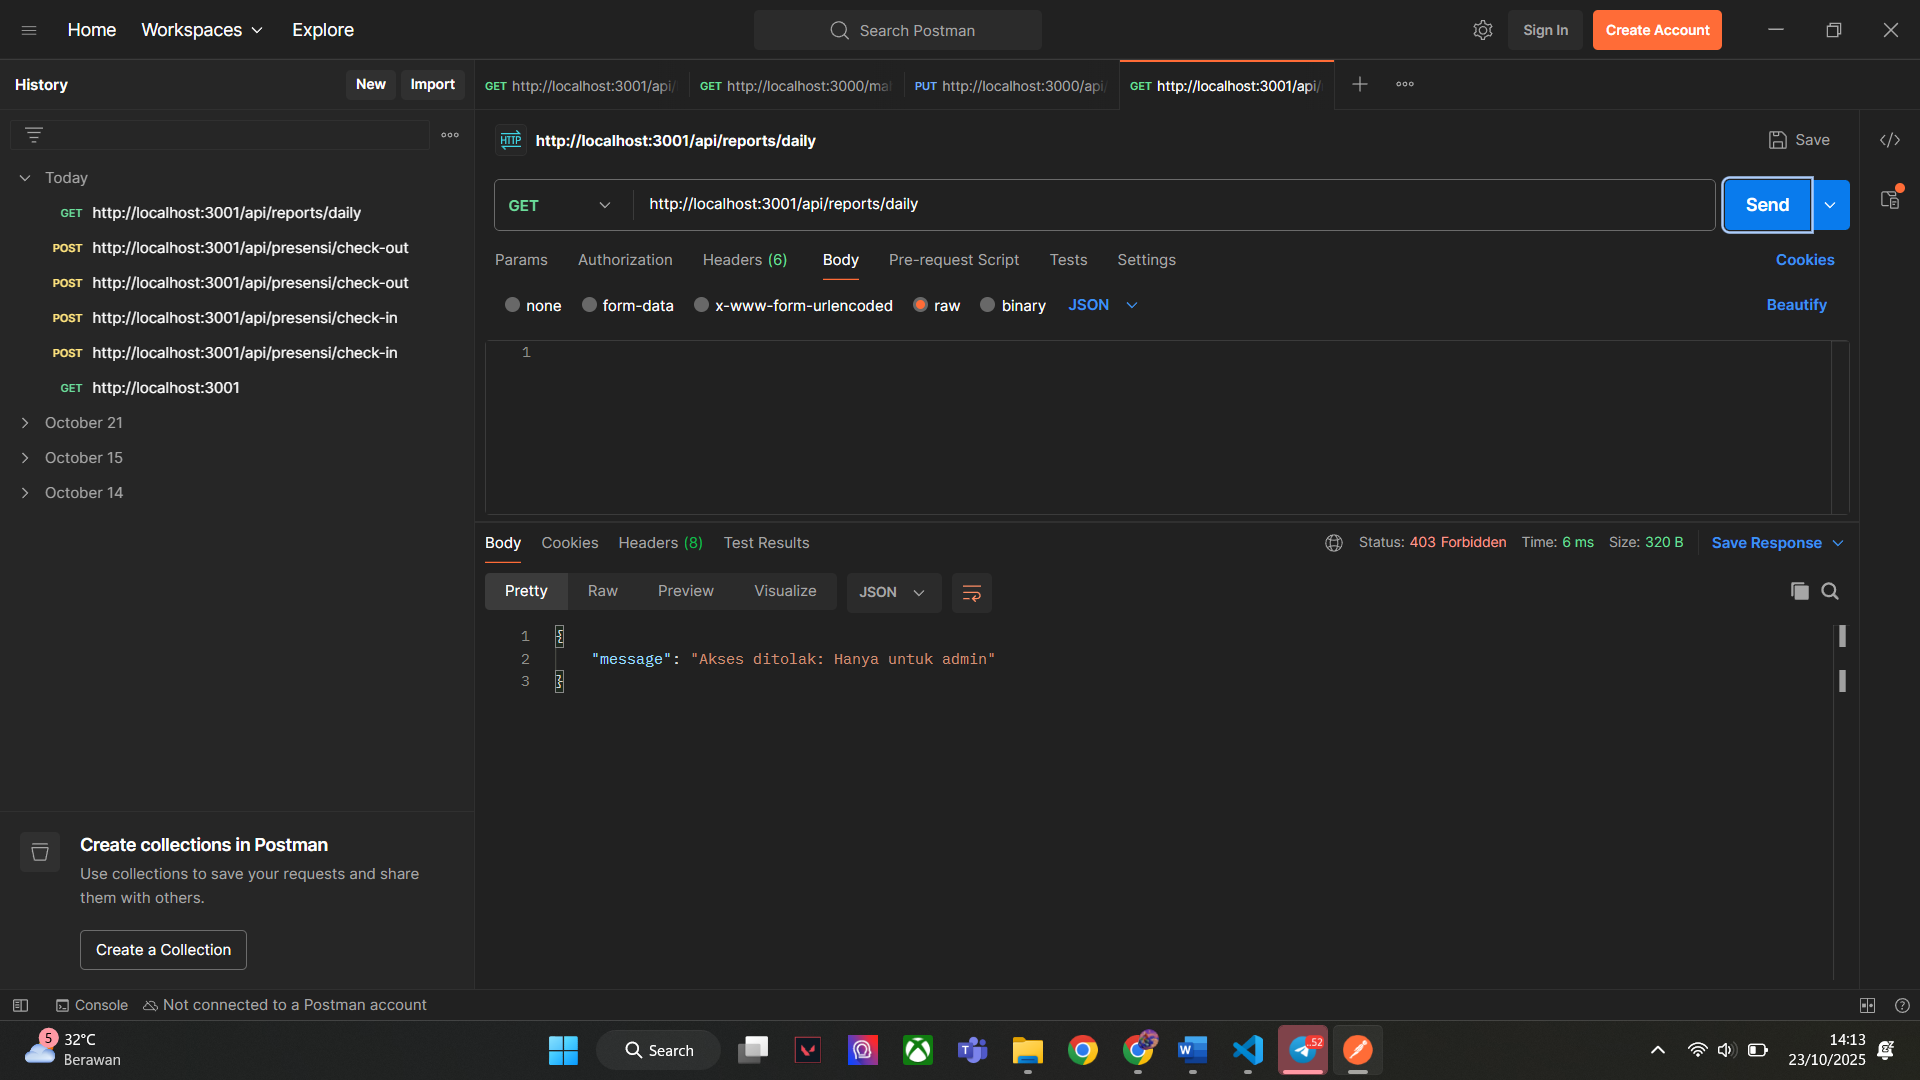 Home
Workspaces
Explore
Search Postman
Sign In
Create Account
History
New
Import
GET http://localhost:3001/api/
GET http://localhost:3000/mal
PUT http://localhost:3000/api/
GET http://localhost:3001/api/
HTTP
http://localhost:3001/api/reports/daily
Save
Today
GET http://localhost:3001/api/reports/daily
POST http://localhost:3001/api/presensi/check-out
POST http://localhost:3001/api/presensi/check-out
POST http://localhost:3001/api/presensi/check-in
POST http://localhost:3001/api/presensi/check-in
GET http://localhost:3001
October 21
October 15
October 14
GET
http://localhost:3001/api/reports/daily
Send
Params
Authorization
Headers (6)
Body
Pre-request Script
Tests
Settings
Cookies
none
form-data
x-www-form-urlencoded
raw
binary
JSON
Beautify
1
Body
Cookies
Headers (8)
Test Results
Status: 403 Forbidden
Time: 6 ms
Size: 320 B
Save Response
Pretty
Raw
Preview
Visualize
JSON
1 {
2 "message": "Akses ditolak: Hanya untuk admin"
3 }
Create collections in Postman
Use collections to save your requests and share
them with others.
Create a Collection
Console
Not connected to a Postman account
5
32°C
Berawan
Search
..52
14:13
23/10/2025